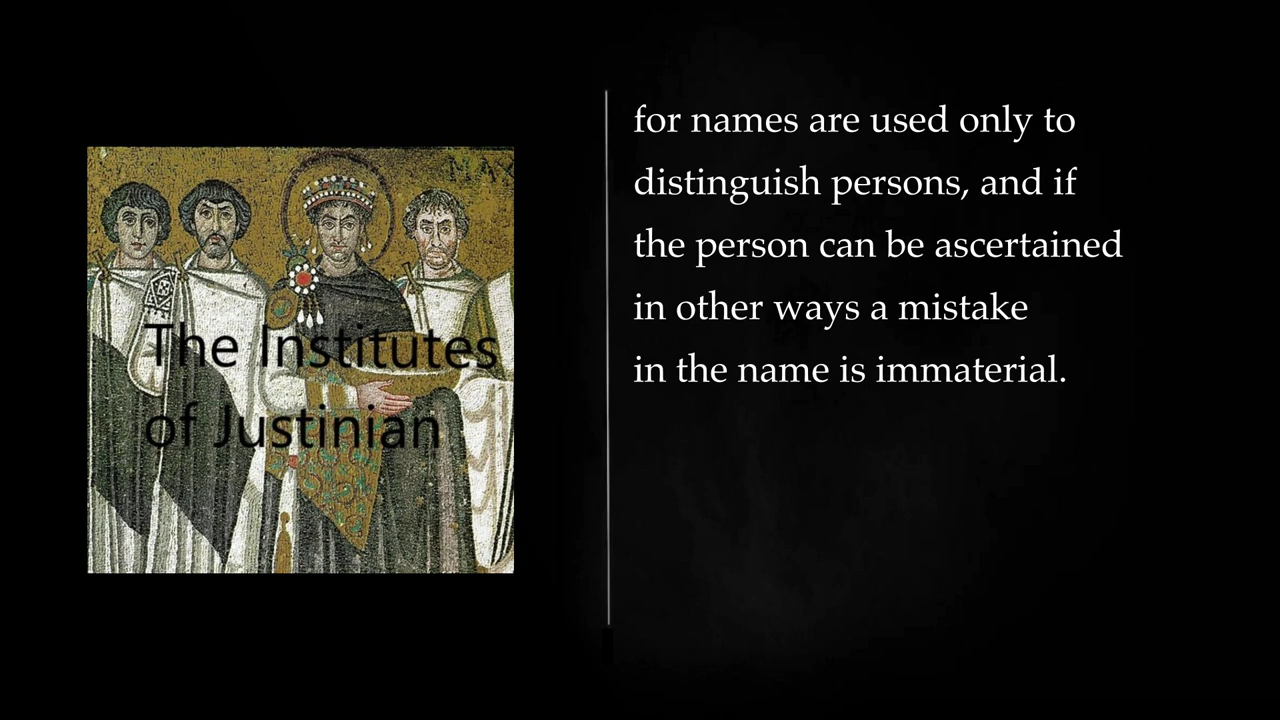 MAX
The Institutes
of Justinian
for names are used only to
distinguish persons, and if
the person can be ascertained
in other ways a mistake
in the name is immaterial.